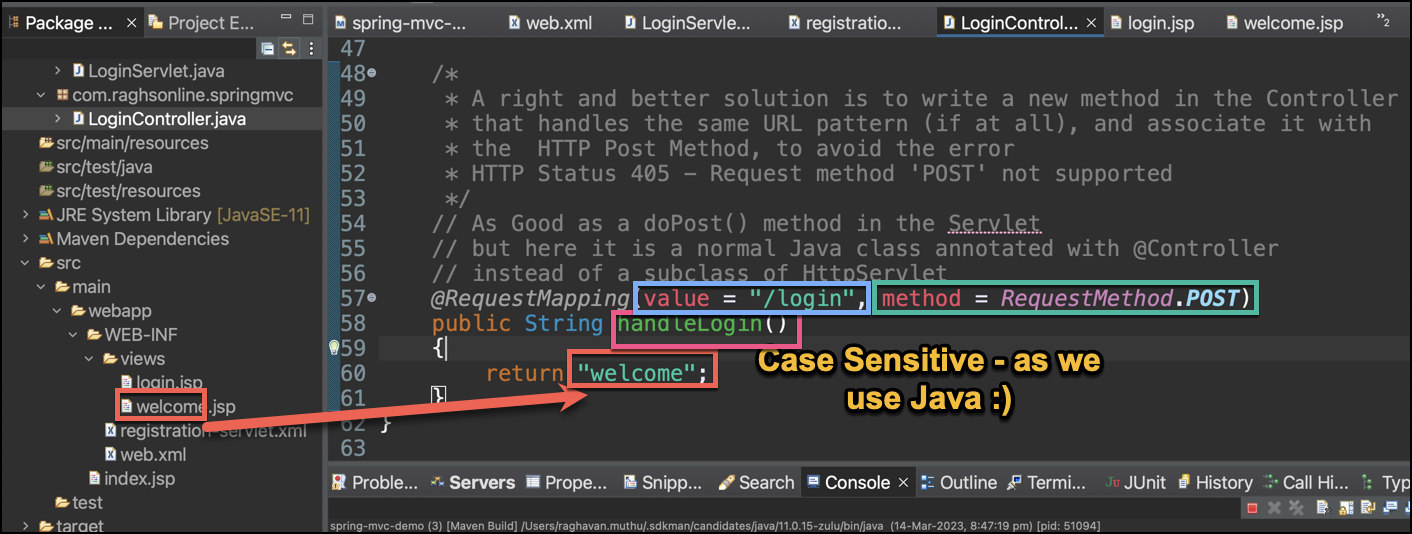 Package ...
Project E...
spring-mvc-...
web.xml
LoginServle...
registratio...
LoginControl...
login.jsp
welcome.jsp
»2
LoginServlet.java
com.raghsonline.springmvc
LoginController.java
src/main/resources
src/test/java
src/test/resources
JRE System Library [JavaSE-11]
Maven Dependencies
src
main
webapp
WEB-INF
views
login.jsp
welcome.jsp
registration-servlet.xml
web.xml
index.jsp
test
target
47
48 /*
49 * A right and better solution is to write a new method in the Controller
50 * that handles the same URL pattern (if at all), and associate it with
51 * the  HTTP Post Method, to avoid the error
52 * HTTP Status 405 - Request method 'POST' not supported
53 */
54 // As Good as a doPost() method in the Servlet
55 // but here it is a normal Java class annotated with @Controller
56 // instead of a subclass of HttpServlet
57 @RequestMapping(value = "/login", method = RequestMethod.POST)
58 public String handleLogin()
59 {
60 return "welcome";
61 }
62 }
63
Case Sensitive - as we
use Java :)
Proble...
Servers
Prope...
Snipp...
Search
Console
Outline
Termi...
JUnit
History
Call Hi...
Typ
spring-mvc-demo (3) [Maven Build] /Users/raghavan.muthu/.sdkman/candidates/java/11.0.15-zulu/bin/java (14-Mar-2023, 8:47:19 pm) [pid: 51094]